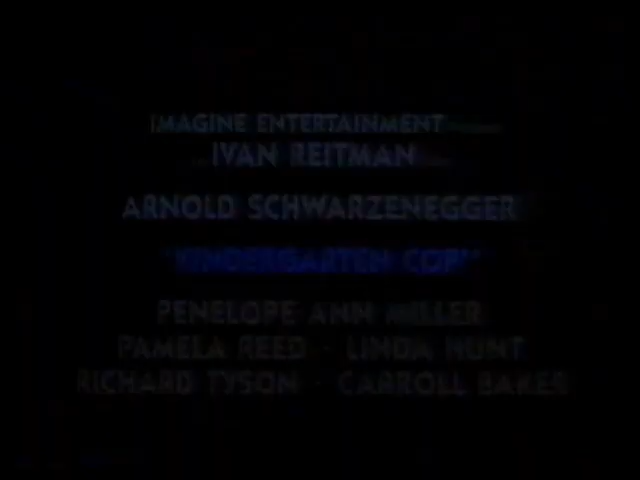 IMAGINE ENTERTAINMENT
IVAN REITMAN
ARNOLD SCHWARZENEGGER
"KINDERGARTEN COP"
PENELOPE ANN MILLER
PAMELA REED · LINDA HUNT
RICHARD TYSON · CARROLL BAKER